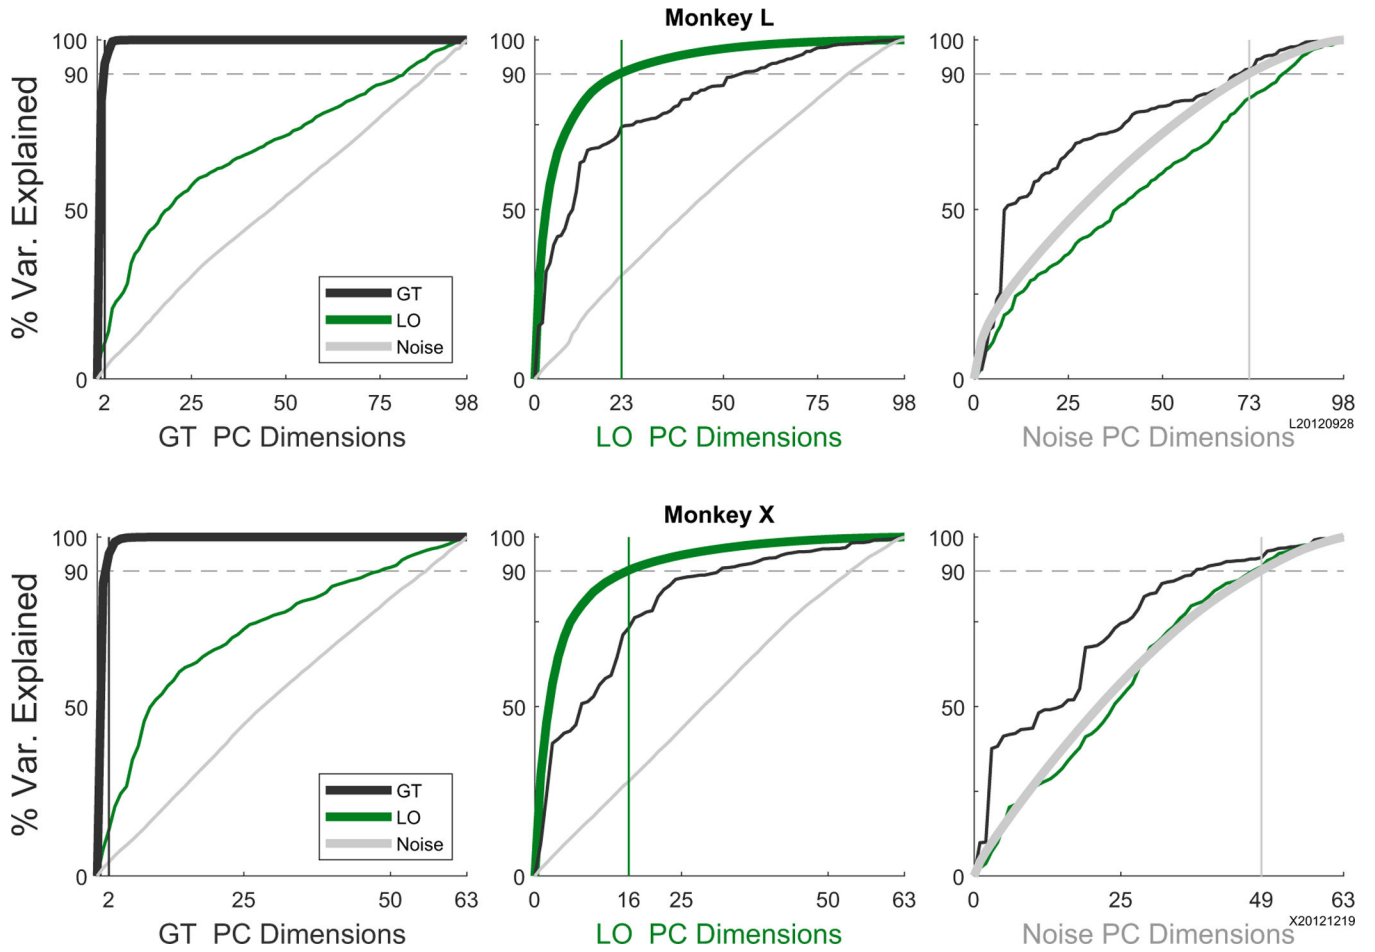 Monkey L
% Var. Explained
100
90
50
0
GT
LO
Noise
2 25 50 75 98
GT PC Dimensions
100
90
50
0
0 23 50 75 98
LO PC Dimensions
100
90
50
0
0 25 50 73 98
Noise PC Dimensions
L20120928
Monkey X
% Var. Explained
100
90
50
0
GT
LO
Noise
2 25 50 63
GT PC Dimensions
100
90
50
0
0 16 25 50 63
LO PC Dimensions
100
90
50
0
0 25 49 63
Noise PC Dimensions
X20121219